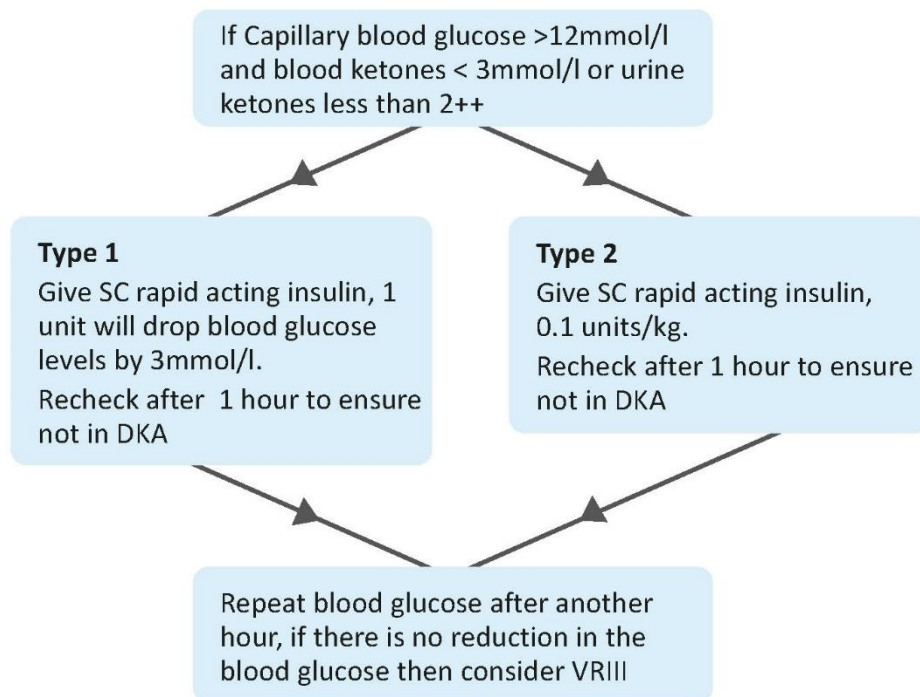 If Capillary blood glucose >12mmol/l
and blood ketones < 3mmol/l or urine
ketones less than 2++
Type 1
Give SC rapid acting insulin, 1
unit will drop blood glucose
levels by 3mmol/l.
Recheck after 1 hour to ensure
not in DKA
Type 2
Give SC rapid acting insulin,
0.1 units/kg.
Recheck after 1 hour to ensure
not in DKA
Repeat blood glucose after another
hour, if there is no reduction in the
blood glucose then consider VRIII